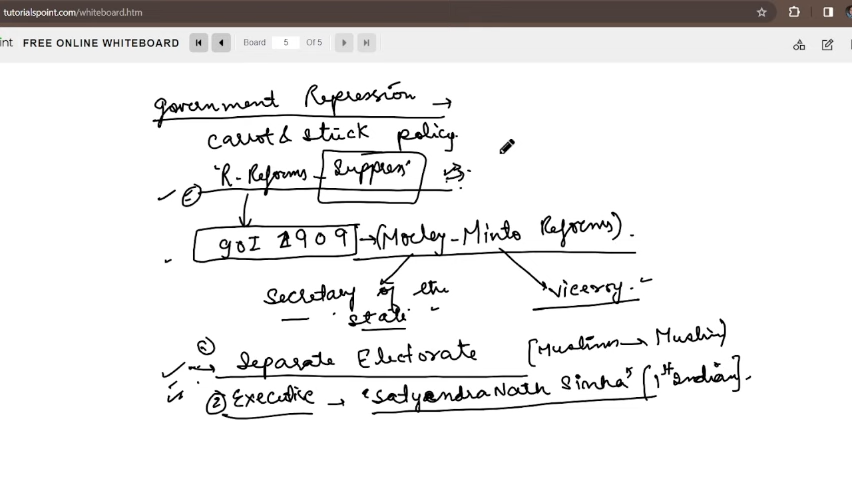 tutorialspoint.com/whiteboard.htm
int FREE ONLINE WHITEBOARD Board 5 Of 5
government Repression →
carrot & stuck policy.
"R-Reforms - Suppress"
goI 1909 → (Morley-Minto Reforms).
Secretary of the state
viceroy.
① Separate Electorate [Muslims → Muslim)
② Executive → "Satyendra Nath Sinha" [1st Indian].